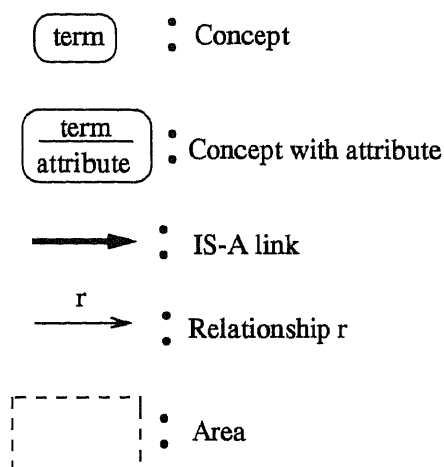 term : Concept
term
attribute : Concept with attribute
: IS-A link
r
: Relationship r
: Area